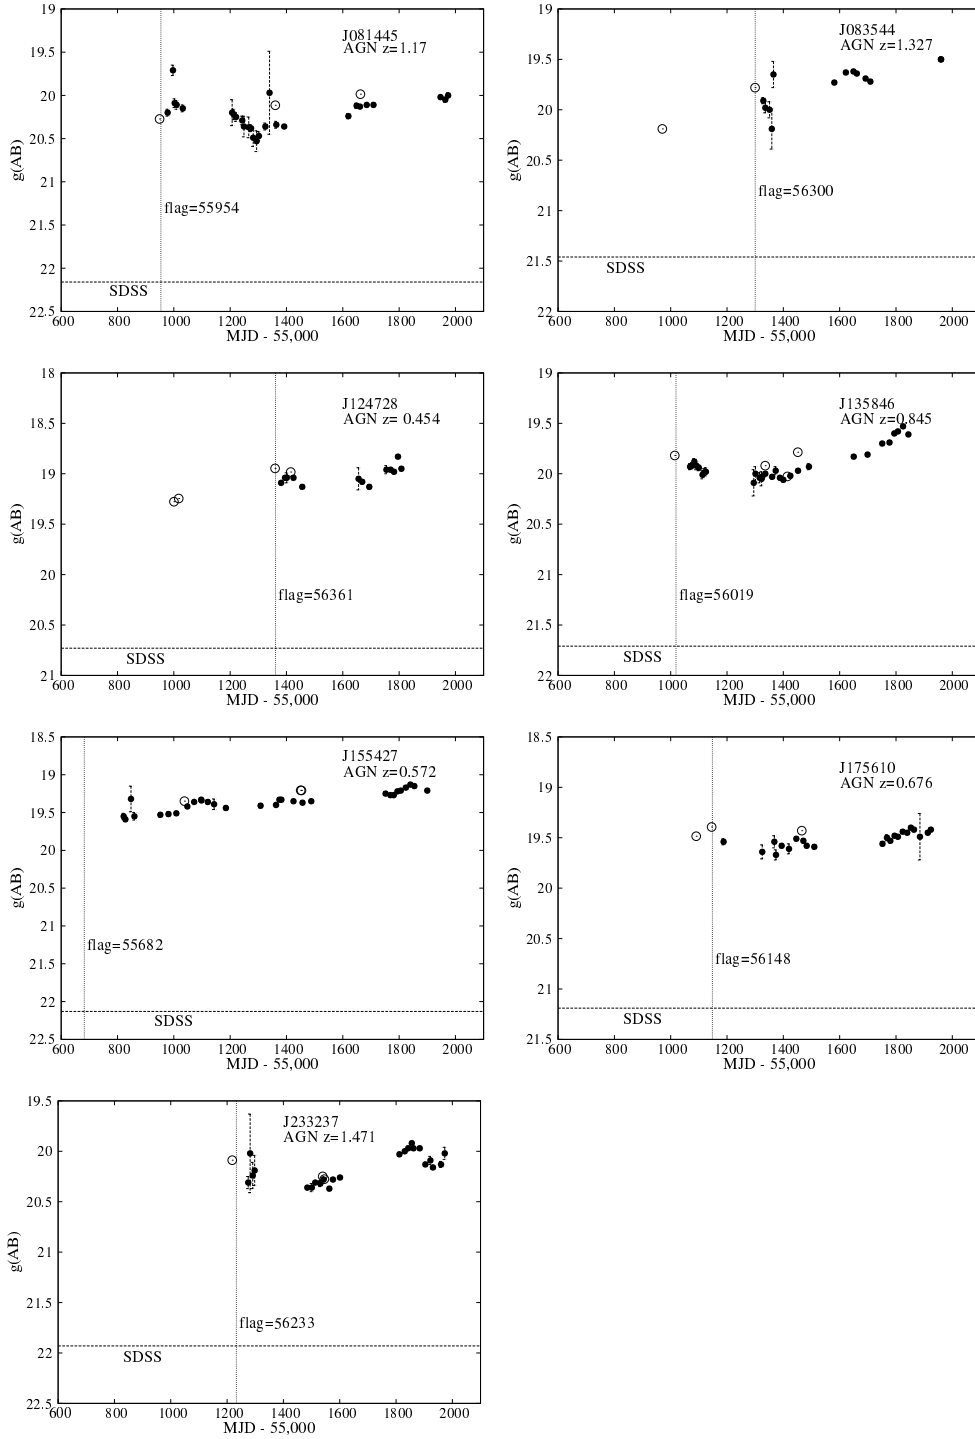 19
19.5
20
20.5
21
21.5
22
22.5
g(AB)
J081445
AGN z=1.17
flag=55954
SDSS
600 800 1000 1200 1400 1600 1800 2000
MJD - 55,000
19
19.5
20
20.5
21
21.5
22
g(AB)
J083544
AGN z=1.327
flag=56300
SDSS
600 800 1000 1200 1400 1600 1800 2000
MJD - 55,000
18
18.5
19
19.5
20
20.5
21
g(AB)
J124728
AGN z= 0.454
flag=56361
SDSS
600 800 1000 1200 1400 1600 1800 2000
MJD - 55,000
19
19.5
20
20.5
21
21.5
22
g(AB)
J135846
AGN z=0.845
flag=56019
SDSS
600 800 1000 1200 1400 1600 1800 2000
MJD - 55,000
18.5
19
19.5
20
20.5
21
21.5
22
22.5
g(AB)
J155427
AGN z=0.572
flag=55682
SDSS
600 800 1000 1200 1400 1600 1800 2000
MJD - 55,000
18.5
19
19.5
20
20.5
21
21.5
g(AB)
J175610
AGN z=0.676
flag=56148
SDSS
600 800 1000 1200 1400 1600 1800 2000
MJD - 55,000
19.5
20
20.5
21
21.5
22
22.5
g(AB)
J233237
AGN z=1.471
flag=56233
SDSS
600 800 1000 1200 1400 1600 1800 2000
MJD - 55,000